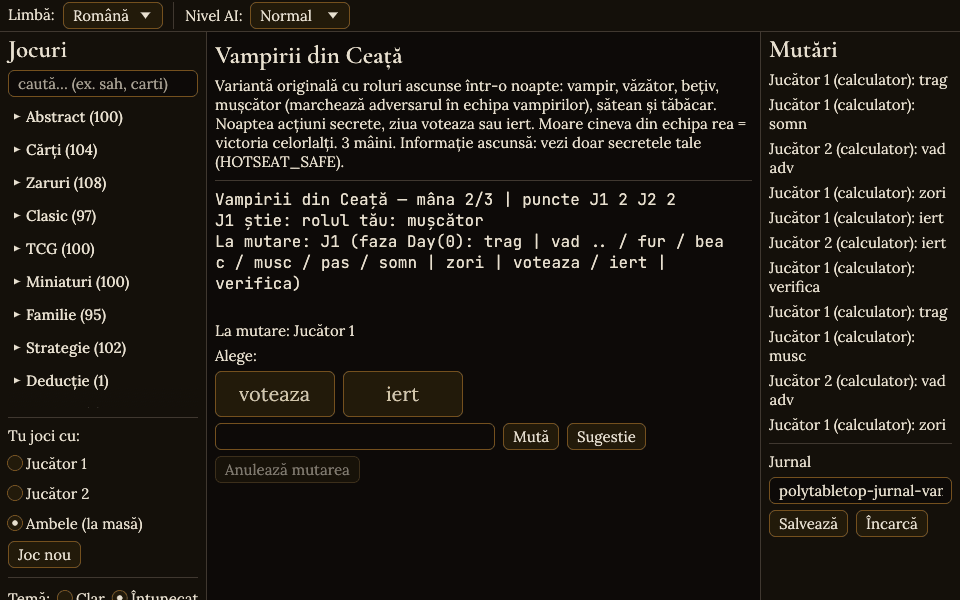 Limbă: Română Nivel AI: Normal
Jocuri
caută... (ex. sah, carti)
Abstract (100)
Cărți (104)
Zaruri (108)
Clasic (97)
TCG (100)
Miniaturi (100)
Familie (95)
Strategie (102)
Deducție (1)
Tu joci cu:
Jucător 1
Jucător 2
Ambele (la masă)
Joc nou
Temă: Clar Întunecat
Vampirii din Ceață
Variantă originală cu roluri ascunse într-o noapte: vampir, văzător, bețiv,
mușcător (marchează adversarul în echipa vampirilor), sătean și tăbăcar.
Noaptea acțiuni secrete, ziua voteaza sau iert. Moare cineva din echipa rea =
victoria celorlalți. 3 mâini. Informație ascunsă: vezi doar secretele tale
(HOTSEAT_SAFE).
Vampirii din Ceață — mâna 2/3 | puncte J1 2 J2 2
J1 știe: rolul tău: mușcător
La mutare: J1 (faza Day(0): trag | vad .. / fur / bea
c / musc / pas / somn | zori | voteaza / iert |
verifica)
La mutare: Jucător 1
Alege:
voteaza iert
Mută Sugestie
Anulează mutarea
Mutări
Jucător 1 (calculator): trag
Jucător 1 (calculator):
somn
Jucător 2 (calculator): vad
adv
Jucător 1 (calculator): zori
Jucător 1 (calculator): iert
Jucător 2 (calculator): iert
Jucător 1 (calculator):
verifica
Jucător 1 (calculator): trag
Jucător 1 (calculator):
musc
Jucător 2 (calculator): vad
adv
Jucător 1 (calculator): zori
Jurnal
polytabletop-jurnal-var
Salvează Încarcă